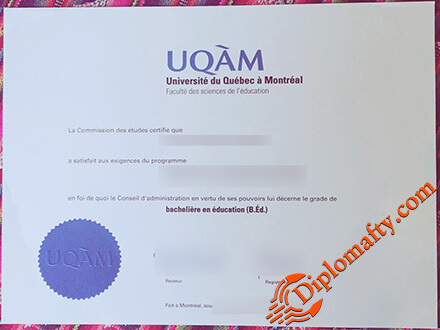 UQÀM
Université du Québec à Montréal
Faculté des sciences de l'éducation
La Commission des études certifie que
a satisfait aux exigences du programme
en foi de quoi le Conseil d'administration en vertu de ses pouvoirs lui décerne le grade de
bachelière en éducation (B.Éd.)
UQÀM
Recteur
Fait à Montréal,
Diplomafty.com